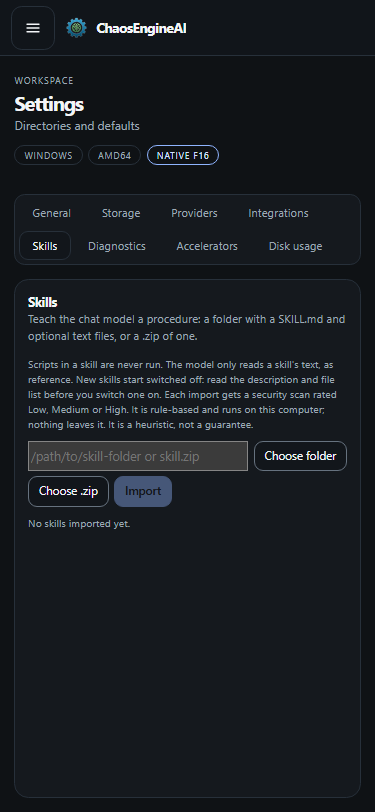 ChaosEngineAI
WORKSPACE
Settings
Directories and defaults
WINDOWS AMD64 NATIVE F16
General Storage Providers Integrations
Skills Diagnostics Accelerators Disk usage
Skills
Teach the chat model a procedure: a folder with a SKILL.md and
optional text files, or a .zip of one.
Scripts in a skill are never run. The model only reads a skill's text, as
reference. New skills start switched off: read the description and file
list before you switch one on. Each import gets a security scan rated
Low, Medium or High. It is rule-based and runs on this computer;
nothing leaves it. It is a heuristic, not a guarantee.
/path/to/skill-folder or skill.zip Choose folder
Choose .zip Import
No skills imported yet.